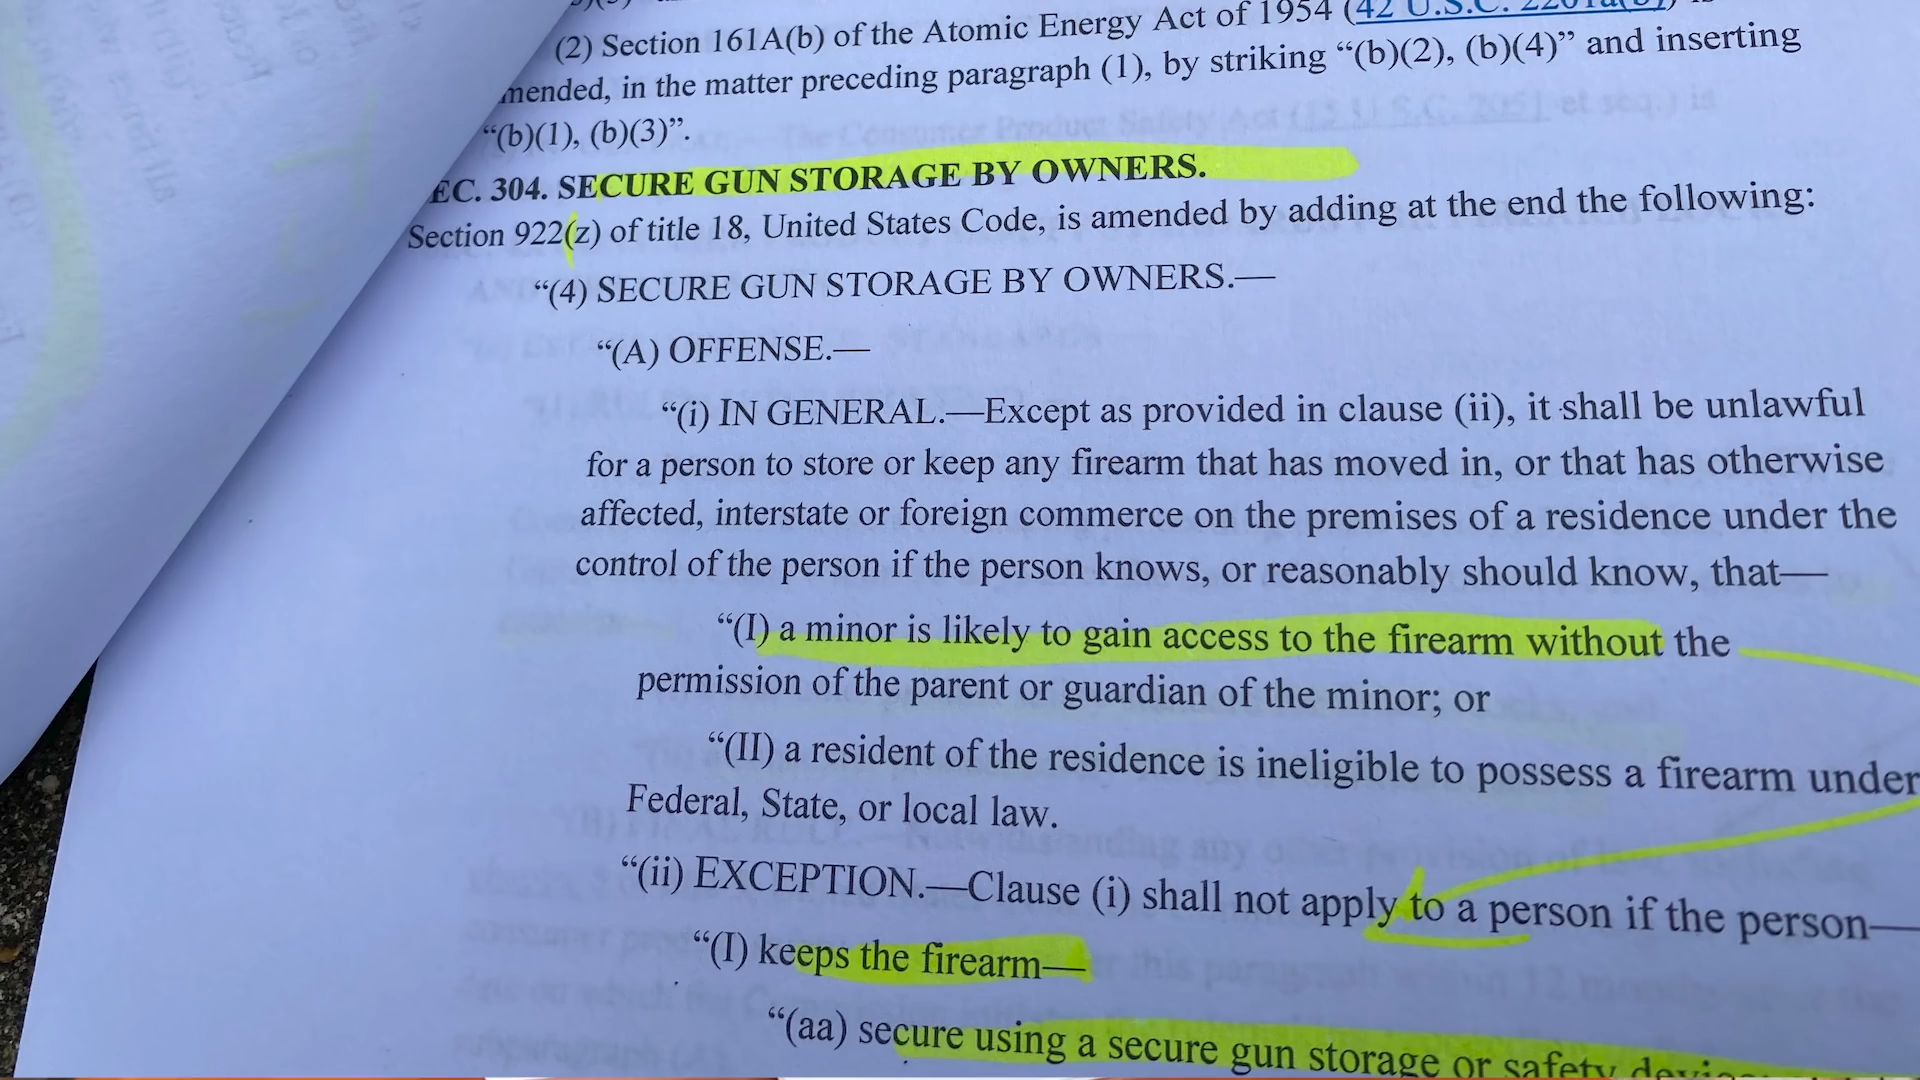 (2) Section 161A(b) of the Atomic Energy Act of 1954 (42 U.S.C.
mended, in the matter preceding paragraph (1), by striking “(b)(2), (b)(4)” and inserting
“(b)(1), (b)(3)”.
EC. 304. SECURE GUN STORAGE BY OWNERS.
Section 922(z) of title 18, United States Code, is amended by adding at the end the following:
“(4) SECURE GUN STORAGE BY OWNERS.—
“(A) OFFENSE.—
“(i) IN GENERAL.—Except as provided in clause (ii), it shall be unlawful
for a person to store or keep any firearm that has moved in, or that has otherwise
affected, interstate or foreign commerce on the premises of a residence under the
control of the person if the person knows, or reasonably should know, that—
“(I) a minor is likely to gain access to the firearm without the
permission of the parent or guardian of the minor; or
“(II) a resident of the residence is ineligible to possess a firearm under
Federal, State, or local law.
“(ii) EXCEPTION.—Clause (i) shall not apply to a person if the person—
“(I) keeps the firearm—
“(aa) secure using a secure gun storage or safety